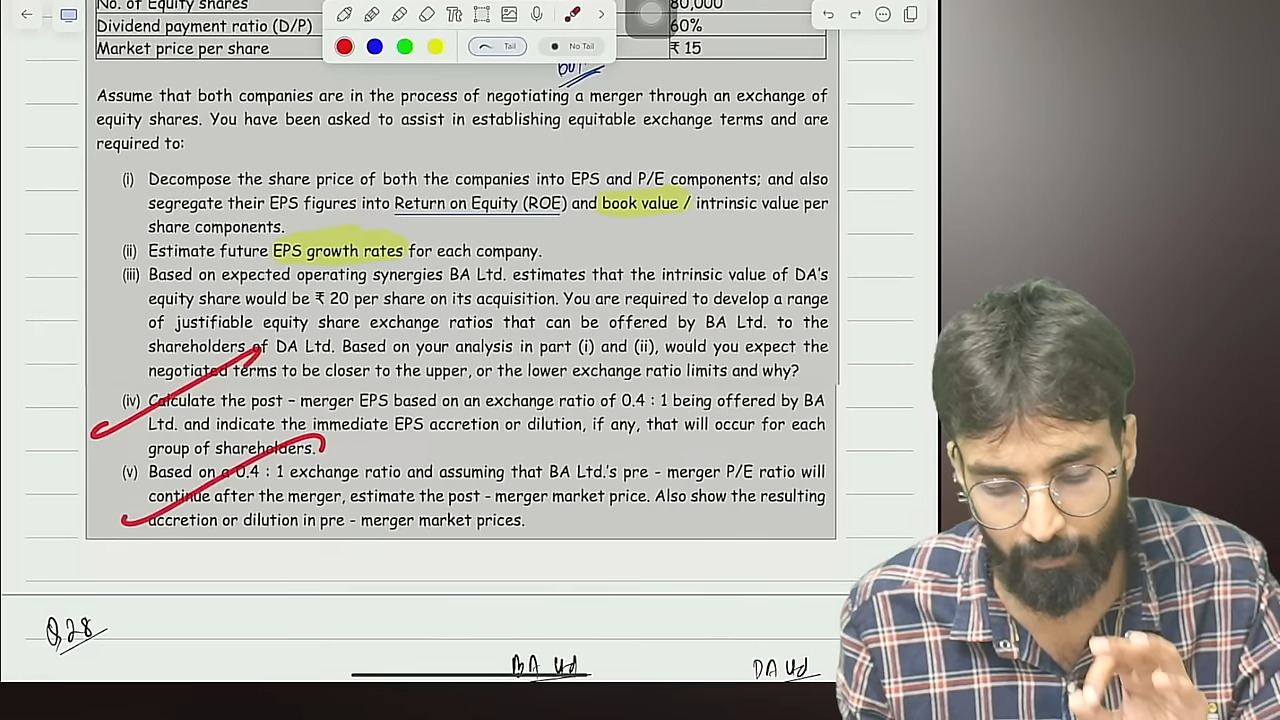 No. of Equity shares 80,000
Dividend payment ratio (D/P) 60%
Market price per share ₹ 15
Tail
No Tail
Assume that both companies are in the process of negotiating a merger through an exchange of
equity shares. You have been asked to assist in establishing equitable exchange terms and are
required to:
(i) Decompose the share price of both the companies into EPS and P/E components; and also
segregate their EPS figures into Return on Equity (ROE) and book value / intrinsic value per
share components.
(ii) Estimate future EPS growth rates for each company.
(iii) Based on expected operating synergies BA Ltd. estimates that the intrinsic value of DA's
equity share would be ₹ 20 per share on its acquisition. You are required to develop a range
of justifiable equity share exchange ratios that can be offered by BA Ltd. to the
shareholders of DA Ltd. Based on your analysis in part (i) and (ii), would you expect the
negotiated terms to be closer to the upper, or the lower exchange ratio limits and why?
(iv) Calculate the post – merger EPS based on an exchange ratio of 0.4 : 1 being offered by BA
Ltd. and indicate the immediate EPS accretion or dilution, if any, that will occur for each
group of shareholders.
(v) Based on a 0.4 : 1 exchange ratio and assuming that BA Ltd.'s pre - merger P/E ratio will
continue after the merger, estimate the post - merger market price. Also show the resulting
accretion or dilution in pre - merger market prices.
Q.28
BA Ltd DA Ltd